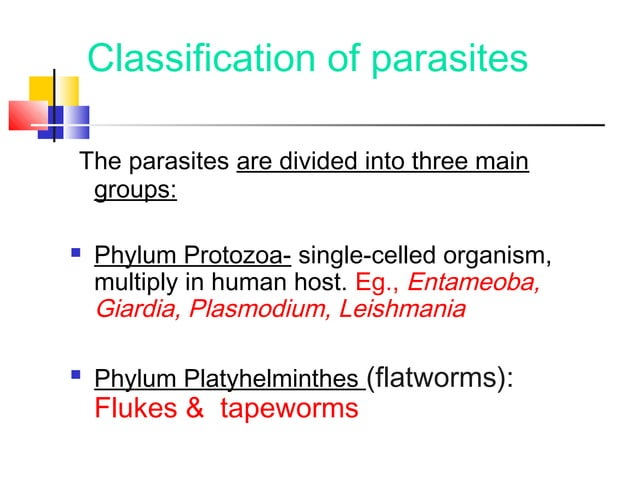 Classification of parasites
The parasites are divided into three main
groups:
Phylum Protozoa- single-celled organism,
multiply in human host. Eg., Entameoba,
Giardia, Plasmodium, Leishmania
Phylum Platyhelminthes (flatworms):
Flukes & tapeworms